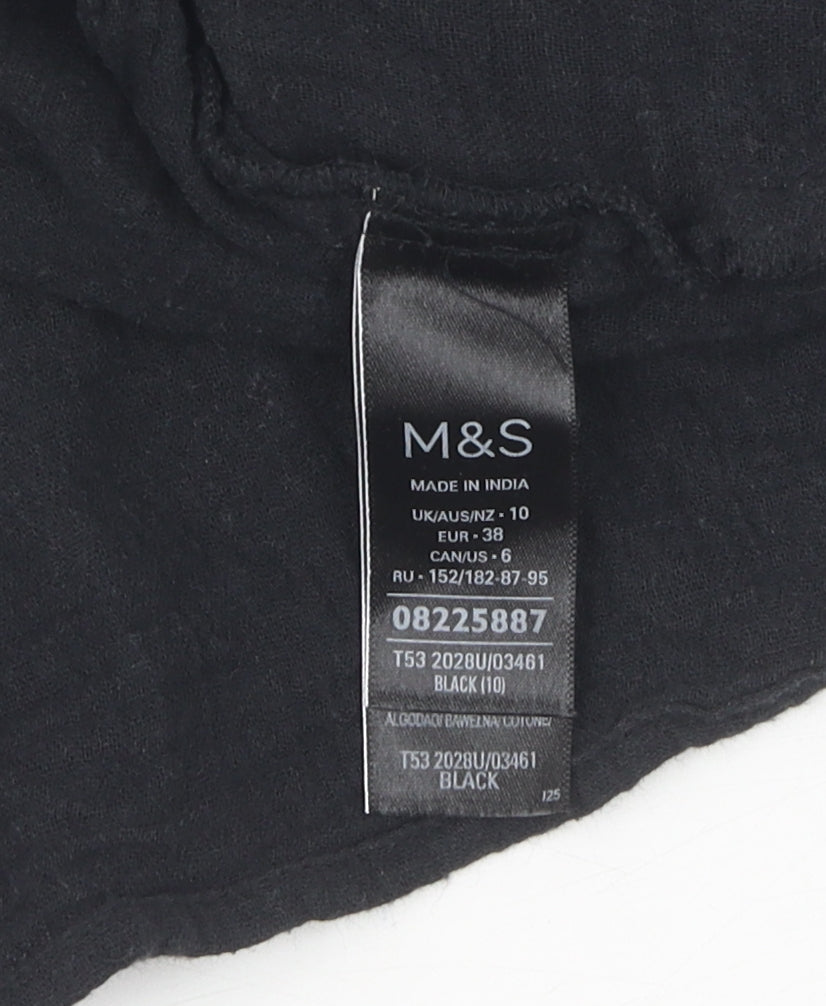 M&S
MADE IN INDIA
UK/AUS/NZ • 10
EUR • 38
CAN/US • 6
RU • 152/182-87-95
08225887
T53 2028U/03461
BLACK (10)
ALGODÃO/ BAWEŁNA/ COTONE/
T53 2028U/03461
BLACK